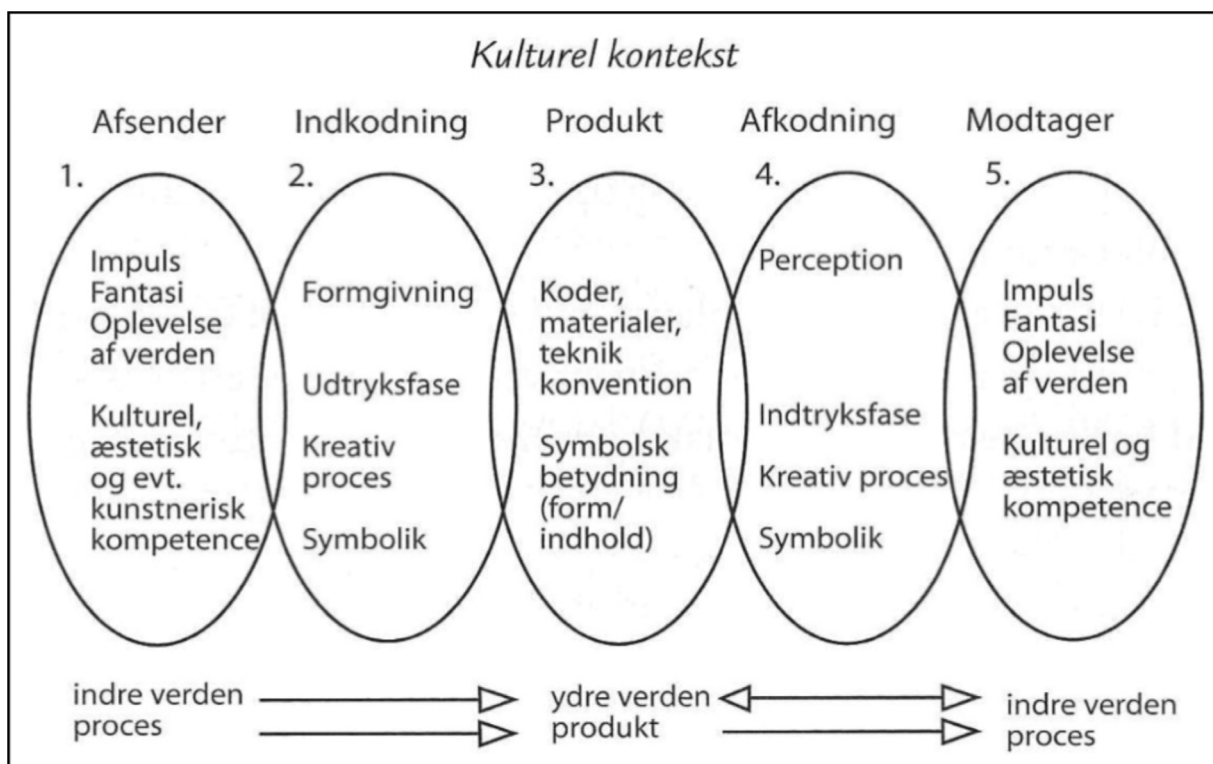 Kulturel kontekst
Afsender
Indkodning
Produkt
Afkodning
Modtager
1.
Impuls
Fantasi
Oplevelse
af verden
Kulturel,
æstetisk
og evt.
kunstnerisk
kompetence
2.
Formgivning
Udtryksfase
Kreativ
proces
Symbolik
3.
Koder,
materialer,
teknik
konvention
Symbolsk
betydning
(form/
indhold)
4.
Perception
Indtryksfase
Kreativ proces
Symbolik
5.
Impuls
Fantasi
Oplevelse
af verden
Kulturel og
æstetisk
kompetence
indre verden
proces
ydre verden
produkt
indre verden
proces